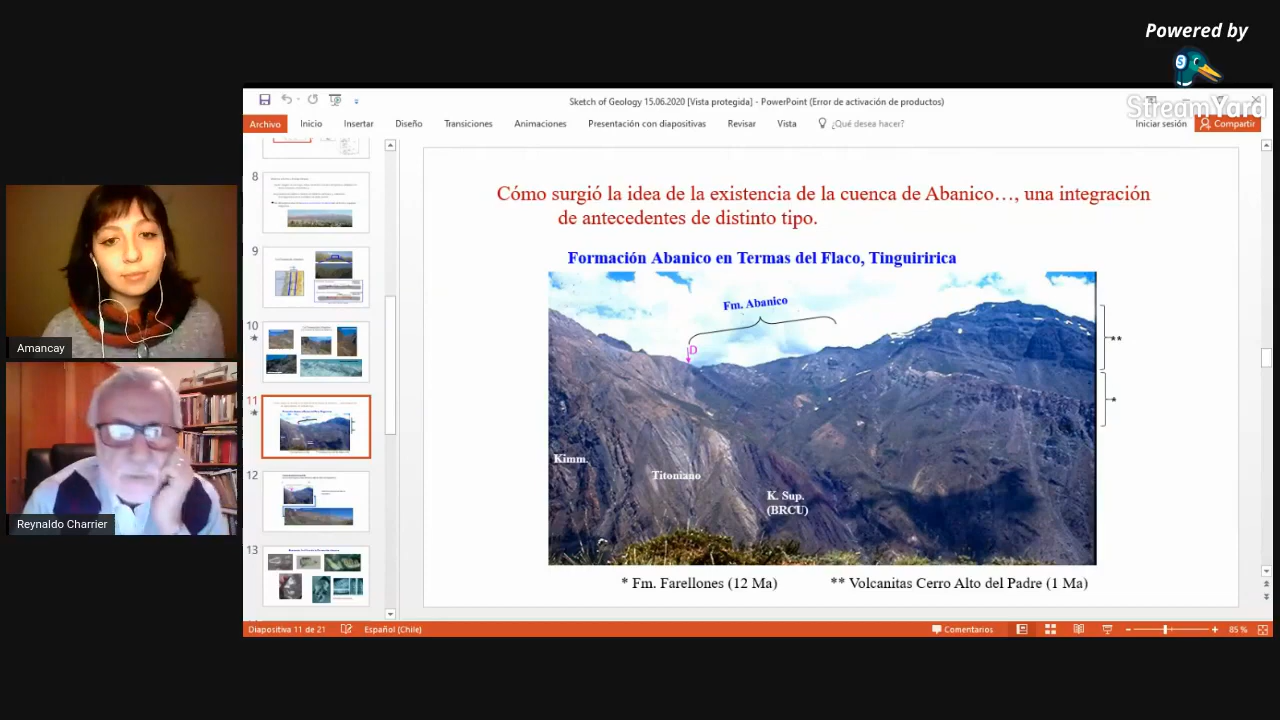 Powered by
StreamYard
Sketch of Geology 15.06.2020 [Vista protegida] - PowerPoint (Error de activación de productos)
Archivo Inicio Insertar Diseño Transiciones Animaciones Presentación con diapositivas Revisar Vista ¿Qué desea hacer? Iniciar sesión Compartir
8
9
10
11
12
13
Cómo surgió la idea de la existencia de la cuenca de Abanico…, una integración
de antecedentes de distinto tipo.
Formación Abanico en Termas del Flaco, Tinguiririca
Fm. Abanico
D
**
*
Kimm.
Titoniano
K. Sup.
(BRCU)
* Fm. Farellones (12 Ma) ** Volcanitas Cerro Alto del Padre (1 Ma)
Amancay
Reynaldo Charrier
Diapositiva 11 de 21 Español (Chile) Comentarios 85 %